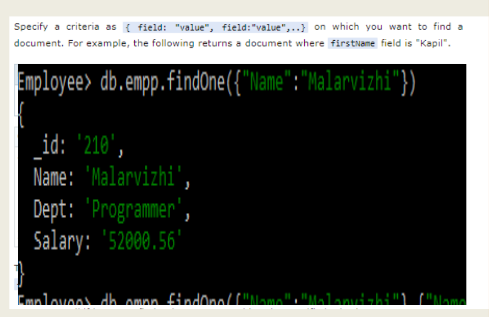 Specify a criteria as { field: "value", field:"value",..} on which you want to find a
document. For example, the following returns a document where firstName field is "Kapil".
Employee> db.empp.findOne({"Name":"Malarvizhi"})
{
_id: '210',
Name: 'Malarvizhi',
Dept: 'Programmer',
Salary: '52000.56'
}
Employee> db.empp.findOne({"Name":"Malarvizhi"},{"Name